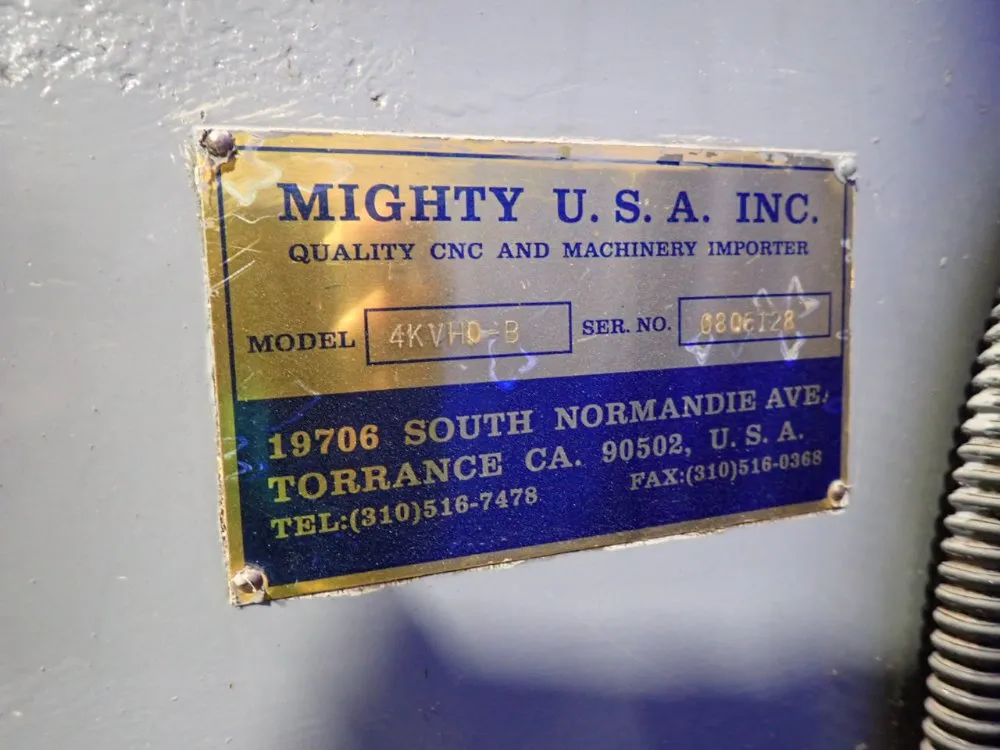 MIGHTY U. S. A. INC.
QUALITY CNC AND MACHINERY IMPORTER
MODEL 4KVHD-B SER. NO.
19706 SOUTH NORMANDIE AVE.
TORRANCE CA. 90502, U. S. A.
TEL:(310)516-7478 FAX:(310)516-0368